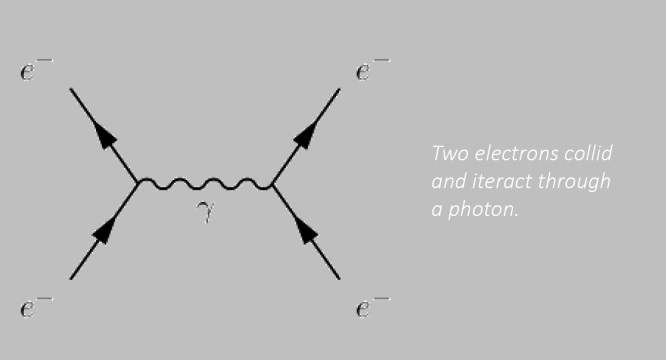 e⁻ e⁻
Two electrons collid
and iteract through
a photon.
γ
e⁻ e⁻